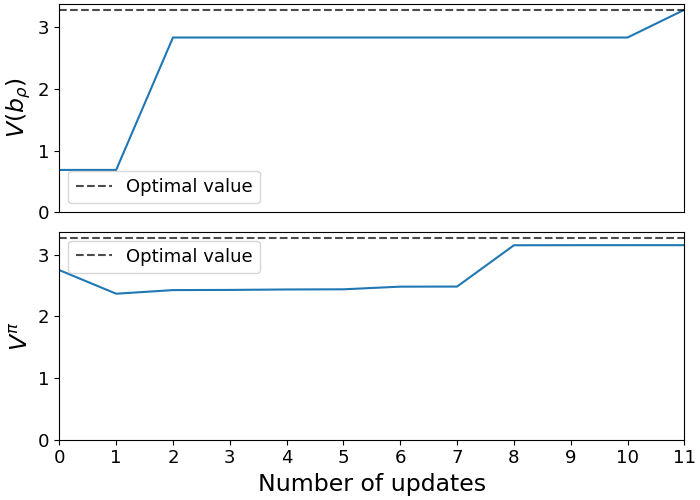 3
2
1
0
V(b_ρ)
Optimal value
3
2
1
0
V^π
Optimal value
0 1 2 3 4 5 6 7 8 9 10 11
Number of updates